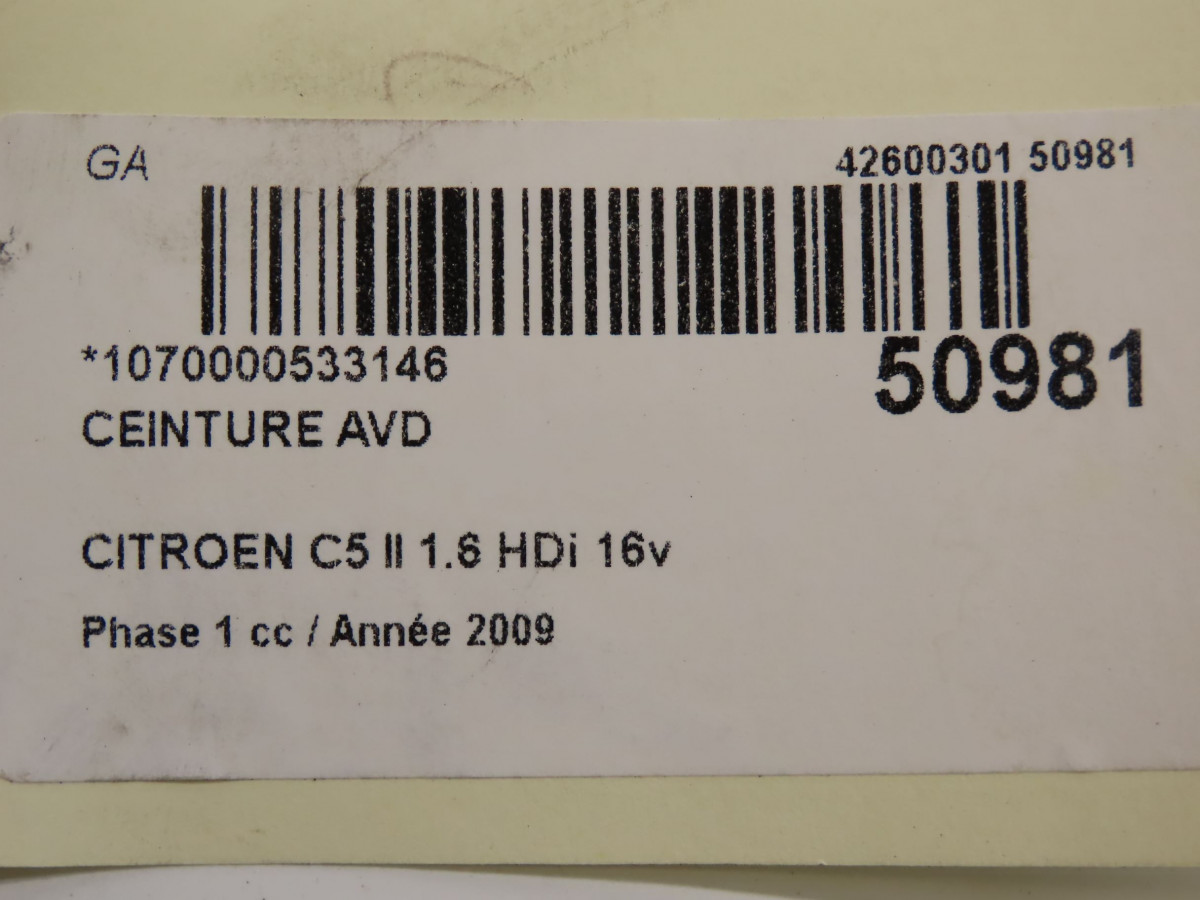 GA
42600301 50981
*1070000533146
50981
CEINTURE AVD
CITROEN C5 II 1.6 HDi 16v
Phase 1 cc / Année 2009